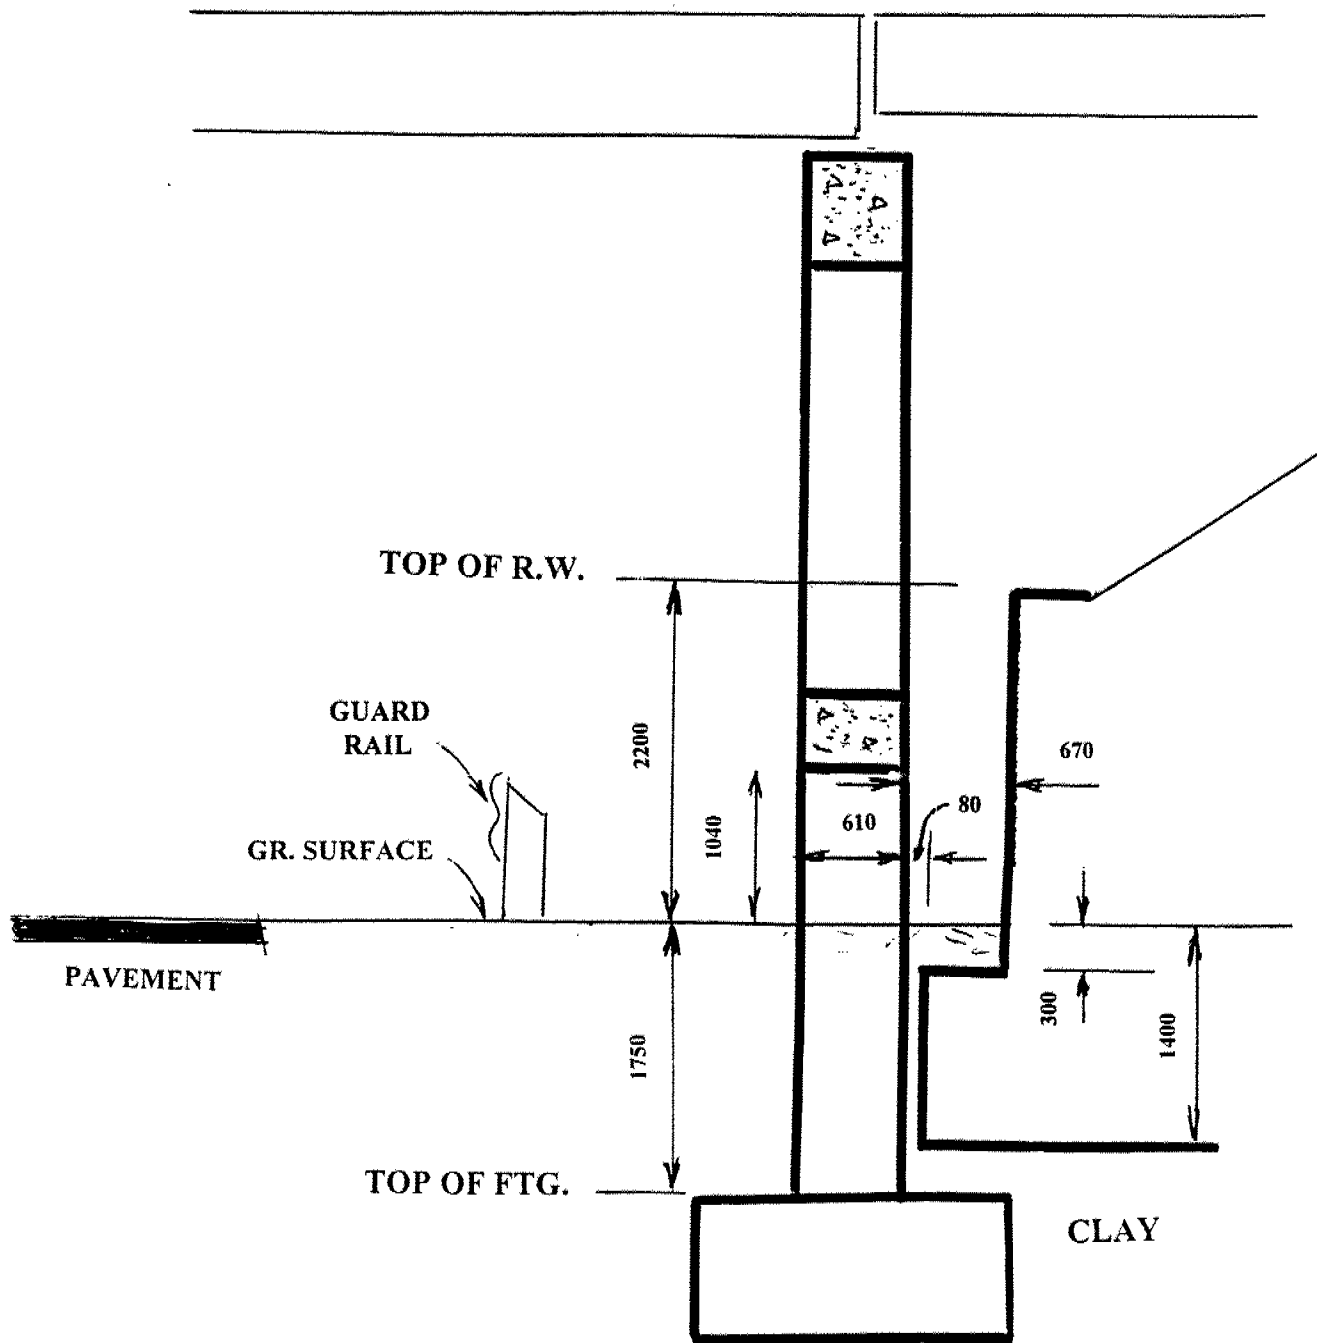 TOP OF R.W.
GUARD
RAIL
2200
670
1040
610
80
GR. SURFACE
PAVEMENT
300
1400
1750
TOP OF FTG.
CLAY